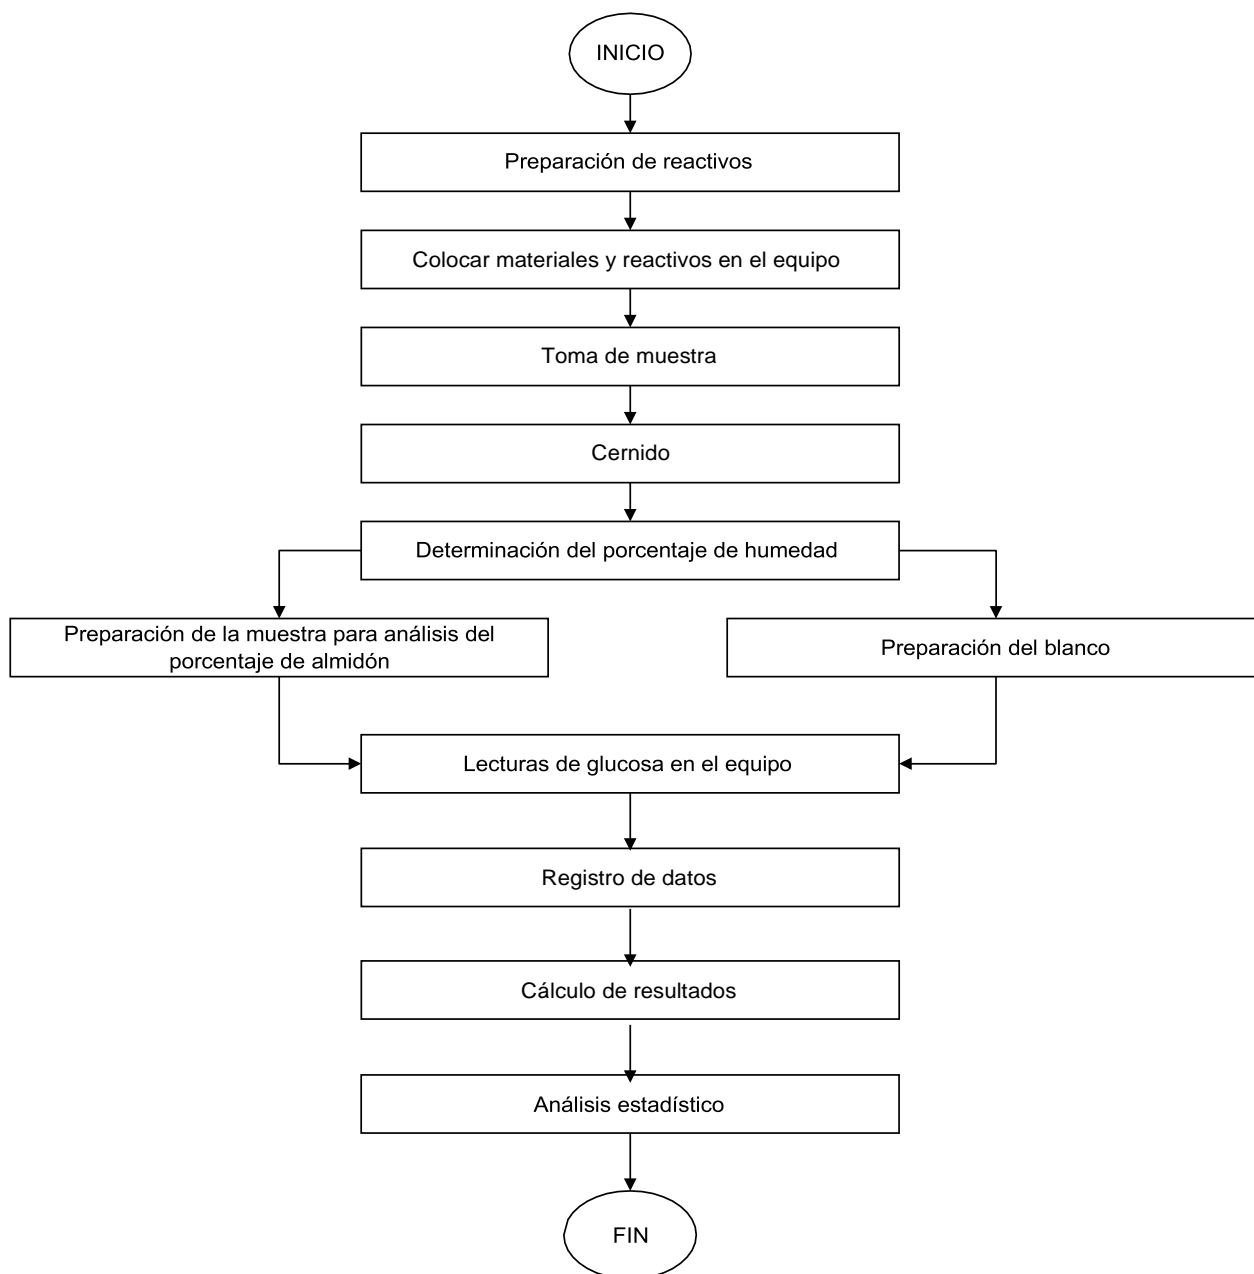 INICIO
Preparación de reactivos
Colocar materiales y reactivos en el equipo
Toma de muestra
Cernido
Determinación del porcentaje de humedad
Preparación de la muestra para análisis del
porcentaje de almidón
Preparación del blanco
Lecturas de glucosa en el equipo
Registro de datos
Cálculo de resultados
Análisis estadístico
FIN